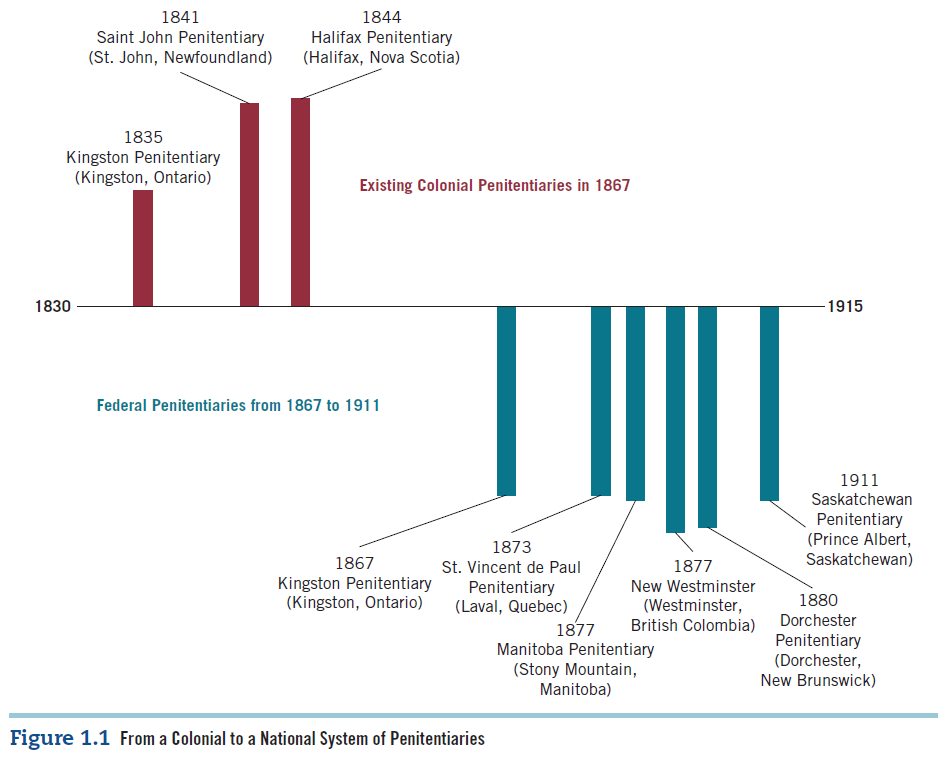 1841
Saint John Penitentiary
(St. John, Newfoundland)
1844
Halifax Penitentiary
(Halifax, Nova Scotia)
1835
Kingston Penitentiary
(Kingston, Ontario)
Existing Colonial Penitentiaries in 1867
1830
1915
Federal Penitentiaries from 1867 to 1911
1867
Kingston Penitentiary
(Kingston, Ontario)
1873
St. Vincent de Paul
Penitentiary
(Laval, Quebec)
1877
Manitoba Penitentiary
(Stony Mountain,
Manitoba)
1877
New Westminster
(Westminster,
British Colombia)
1880
Dorchester
Penitentiary
(Dorchester,
New Brunswick)
1911
Saskatchewan
Penitentiary
(Prince Albert,
Saskatchewan)
Figure 1.1 From a Colonial to a National System of Penitentiaries